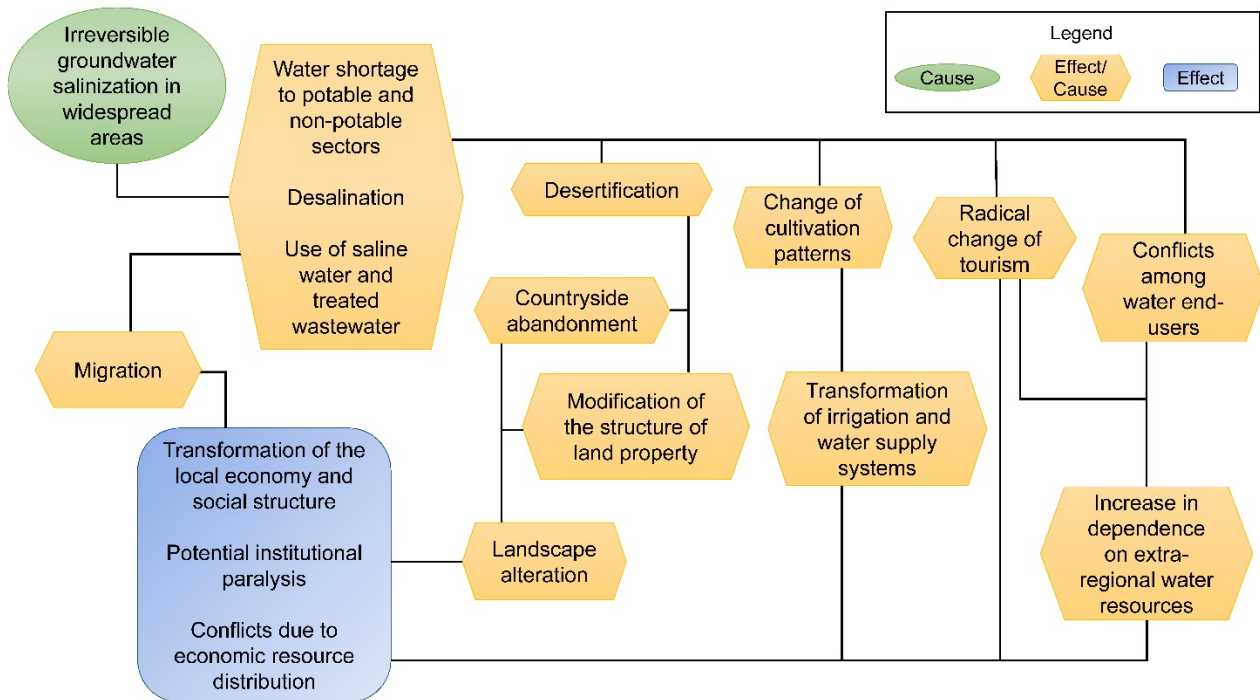 Irreversible
groundwater
salinization in
widespread
areas
Water shortage
to potable and
non-potable
sectors
Desalination
Use of saline
water and
treated
wastewater
Legend
Cause
Effect/
Cause
Effect
Desertification
Change of
cultivation
patterns
Radical
change of
tourism
Conflicts
among
water end-
users
Countryside
abandonment
Migration
Modification of
the structure of
land property
Transformation
of irrigation and
water supply
systems
Transformation of the
local economy and
social structure
Potential institutional
paralysis
Conflicts due to
economic resource
distribution
Landscape
alteration
Increase in
dependence
on extra-
regional water
resources